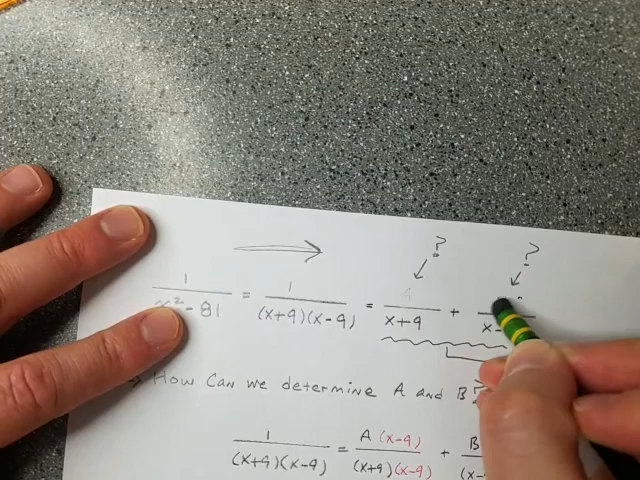 ? ?
1/(x² - 81) = 1/((x+9)(x-9)) = /(x+9) + /(x-
→ How Can we determine A and B?
1/((x+9)(x-9)) = A(x-9)/((x+9)(x-9)) + B/(x-